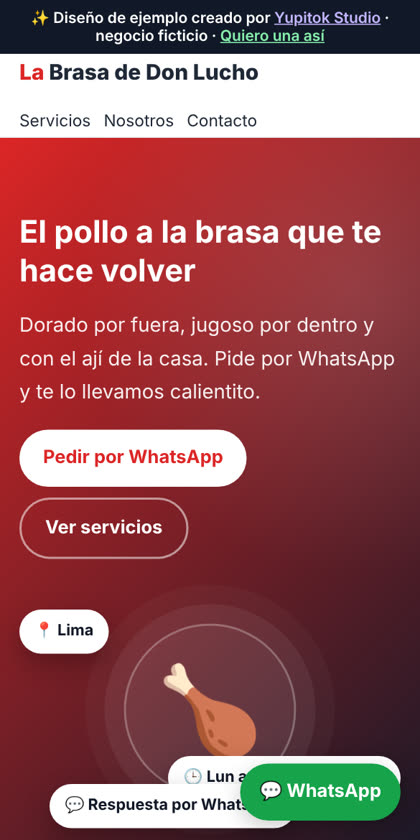 ✨ Diseño de ejemplo creado por Yupitok Studio ·
negocio ficticio · Quiero una así
La Brasa de Don Lucho
Servicios Nosotros Contacto
El pollo a la brasa que te
hace volver
Dorado por fuera, jugoso por dentro y
con el ají de la casa. Pide por WhatsApp
y te lo llevamos calientito.
Pedir por WhatsApp
Ver servicios
📍 Lima
🕒 Lun a
💬 Respuesta por Whats
💬 WhatsApp